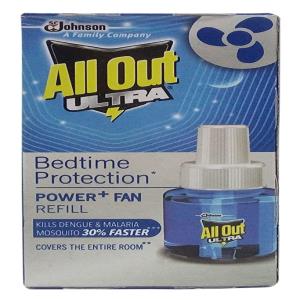 SC Johnson
A Family Company
All Out
ULTRA
Bedtime
Protection*
POWER+ FAN
REFILL
KILLS DENGUE & MALARIA
MOSQUITO 30% FASTER**
COVERS THE ENTIRE ROOM**
All Out
ULTRA